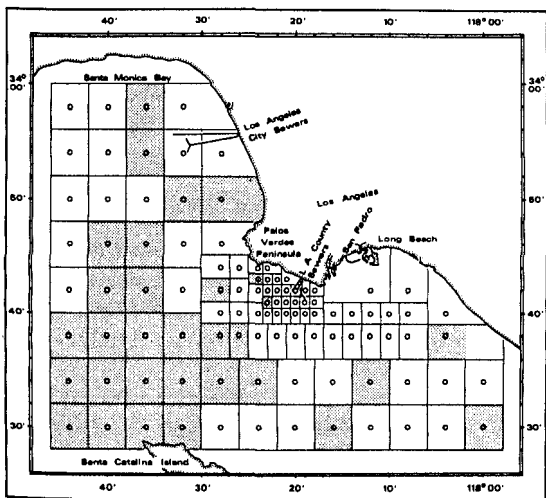 40' 30' 20' 10' 118° 00'
34° 00'
34° 00'
Santa Monica Bay
Los Angeles
City Sewers
50'
50'
Los Angeles
Palos
Verdes
Peninsula
L A County
Sewers
San Pedro
Long Beach
40'
40'
30'
30'
Santa Catalina Island
40' 30' 20' 10' 118° 00'